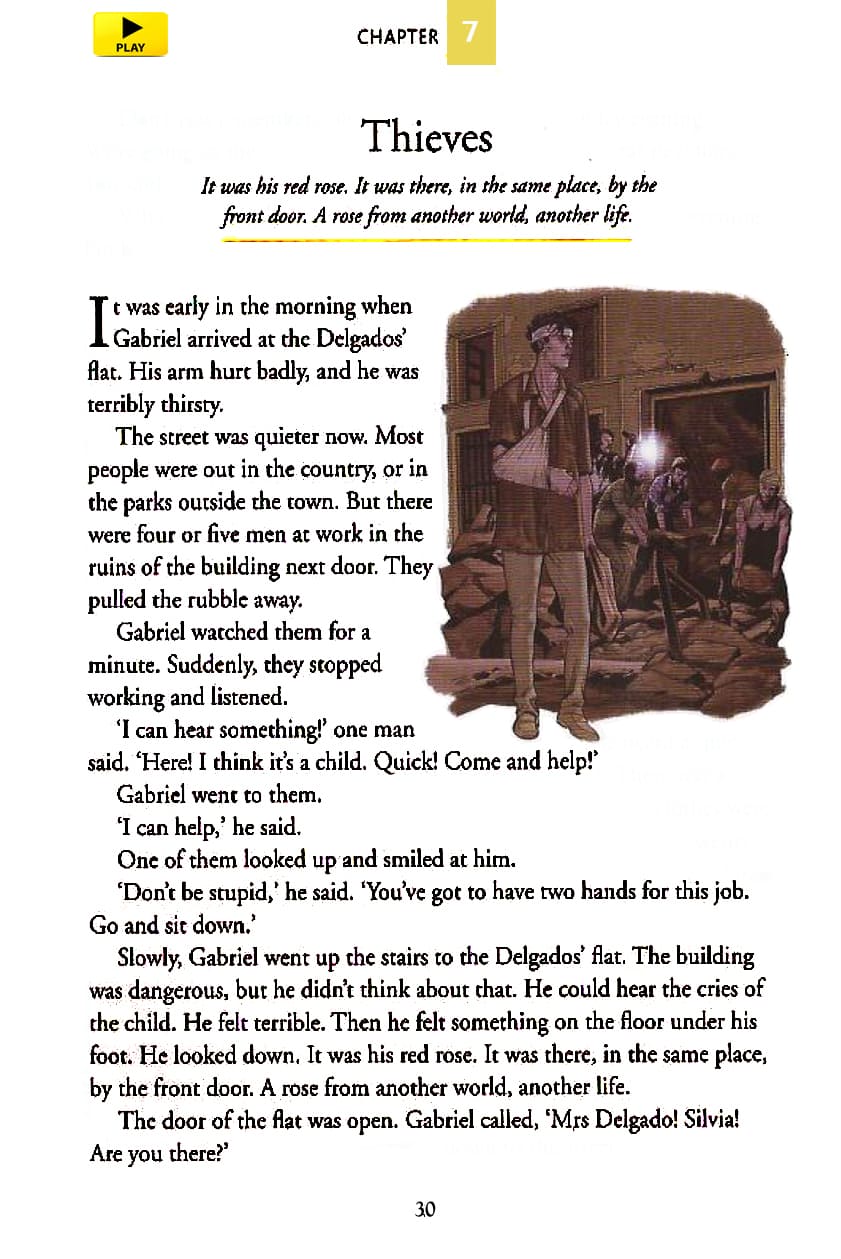 PLAY
CHAPTER 7
Thieves
It was his red rose. It was there, in the same place, by the
front door. A rose from another world, another life.
It was early in the morning when
Gabriel arrived at the Delgados'
flat. His arm hurt badly, and he was
terribly thirsty.
The street was quieter now. Most
people were out in the country, or in
the parks outside the town. But there
were four or five men at work in the
ruins of the building next door. They
pulled the rubble away.
Gabriel watched them for a
minute. Suddenly, they stopped
working and listened.
'I can hear something!' one man
said. 'Here! I think it's a child. Quick! Come and help!'
Gabriel went to them.
'I can help,' he said.
One of them looked up and smiled at him.
'Don't be stupid,' he said. 'You've got to have two hands for this job.
Go and sit down.'
Slowly, Gabriel went up the stairs to the Delgados' flat. The building
was dangerous, but he didn't think about that. He could hear the cries of
the child. He felt terrible. Then he felt something on the floor under his
foot. He looked down. It was his red rose. It was there, in the same place,
by the front door. A rose from another world, another life.
The door of the flat was open. Gabriel called, 'Mrs Delgado! Silvia!
Are you there?'
30